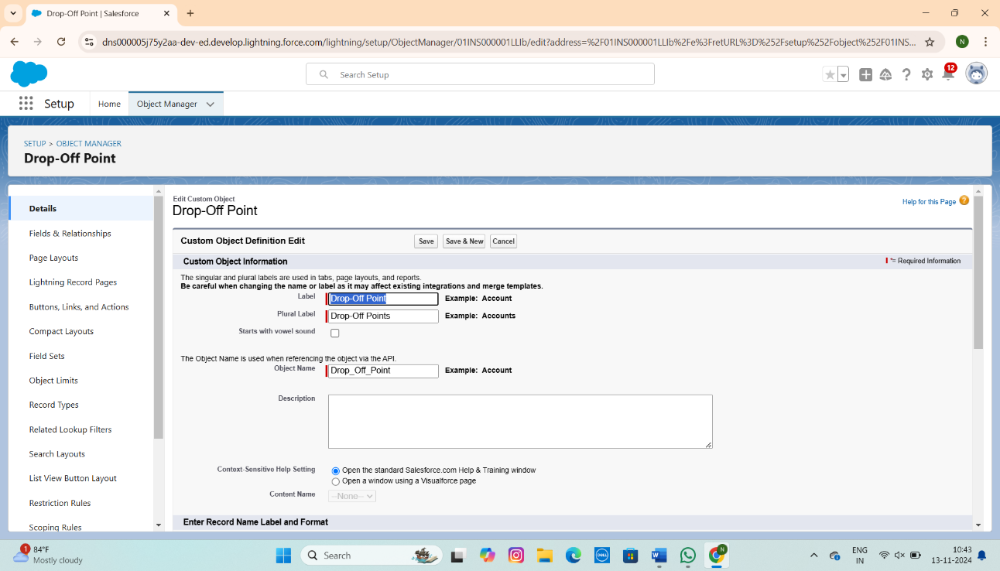 Drop-Off Point | Salesforce
dns000005j75y2aa-dev-ed.develop.lightning.force.com/lightning/setup/ObjectManager/01INS000001LLIb/edit?address=%2F01INS000001LLIb%2Fe%3FretURL%3D%252Fsetup%252Fobject%252F01INS...
N
Search Setup
12
Setup
Home
Object Manager
SETUP > OBJECT MANAGER
Drop-Off Point
Details
Fields & Relationships
Page Layouts
Lightning Record Pages
Buttons, Links, and Actions
Compact Layouts
Field Sets
Object Limits
Record Types
Related Lookup Filters
Search Layouts
List View Button Layout
Restriction Rules
Scoping Rules
Edit Custom Object
Drop-Off Point
Help for this Page ?
Custom Object Definition Edit
Save
Save & New
Cancel
Custom Object Information
= Required Information
The singular and plural labels are used in tabs, page layouts, and reports.
Be careful when changing the name or label as it may affect existing integrations and merge templates.
Label Drop-Off Point Example: Account
Plural Label Drop-Off Points Example: Accounts
Starts with vowel sound
The Object Name is used when referencing the object via the API.
Object Name Drop_Off_Point Example: Account
Description
Context-Sensitive Help Setting Open the standard Salesforce.com Help & Training window
Open a window using a Visualforce page
Content Name --None--
Enter Record Name Label and Format
1
84°F
Mostly cloudy
Search
DELL
W
N
ENG
IN
10:43
13-11-2024